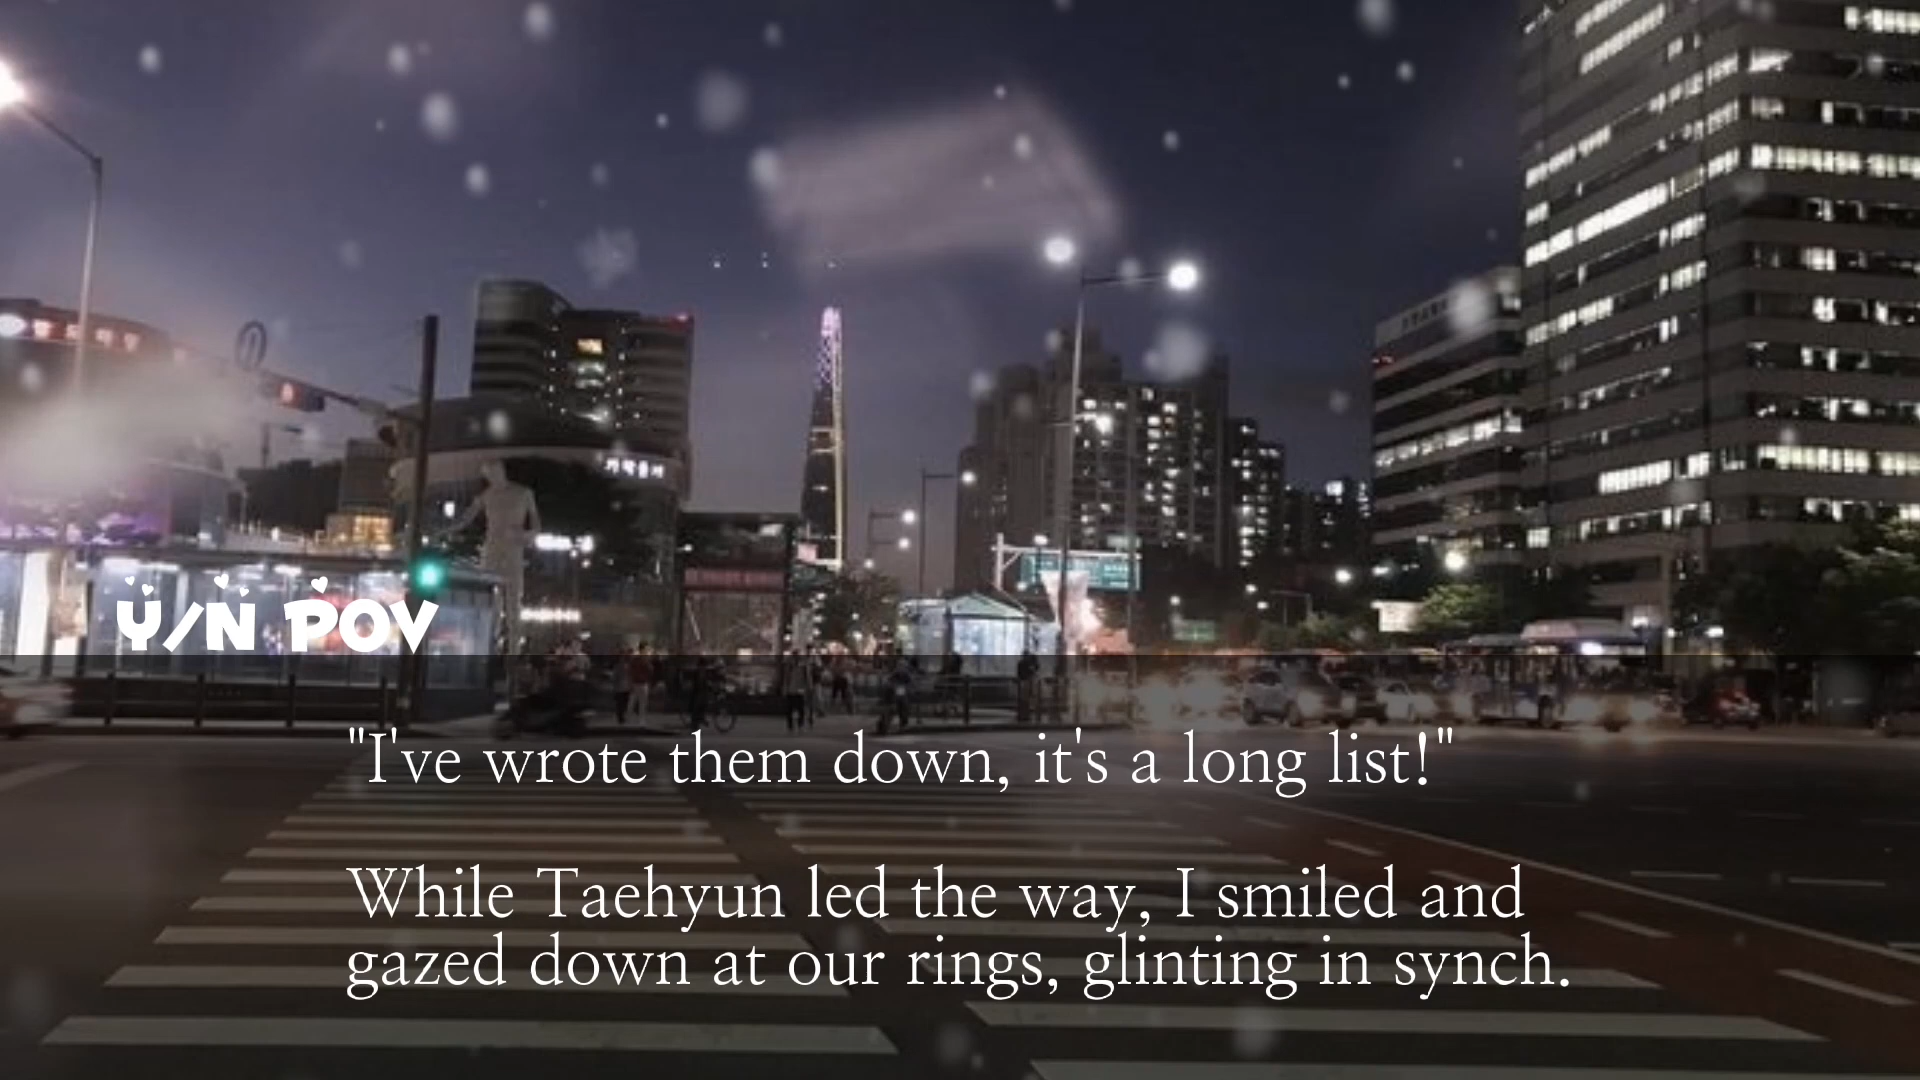 Y/N POV
"I've wrote them down, it's a long list!"
While Taehyun led the way, I smiled and
gazed down at our rings, glinting in synch.